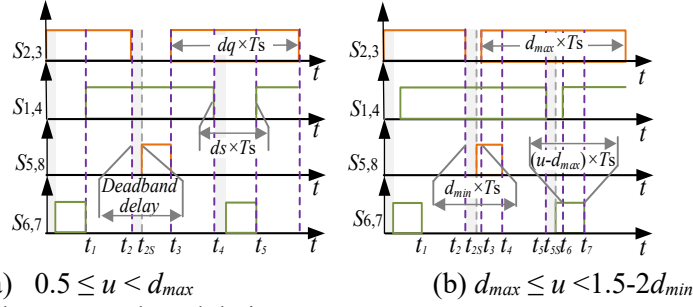 S2,3
dq×Ts
t
S1,4
ds×Ts
t
S5,8
Deadband
delay
t
S6,7
t1 t2 t2S t3 t4 t5 t
S2,3
dmax×Ts
t
S1,4
t
S5,8
dmin×Ts
(u-dmax)×Ts
t
S6,7
t1 t2 t2S t3 t4 t5 t5S t6 t7 t
) 0.5 ≤ u < dmax
(b) dmax ≤ u <1.5-2dmin